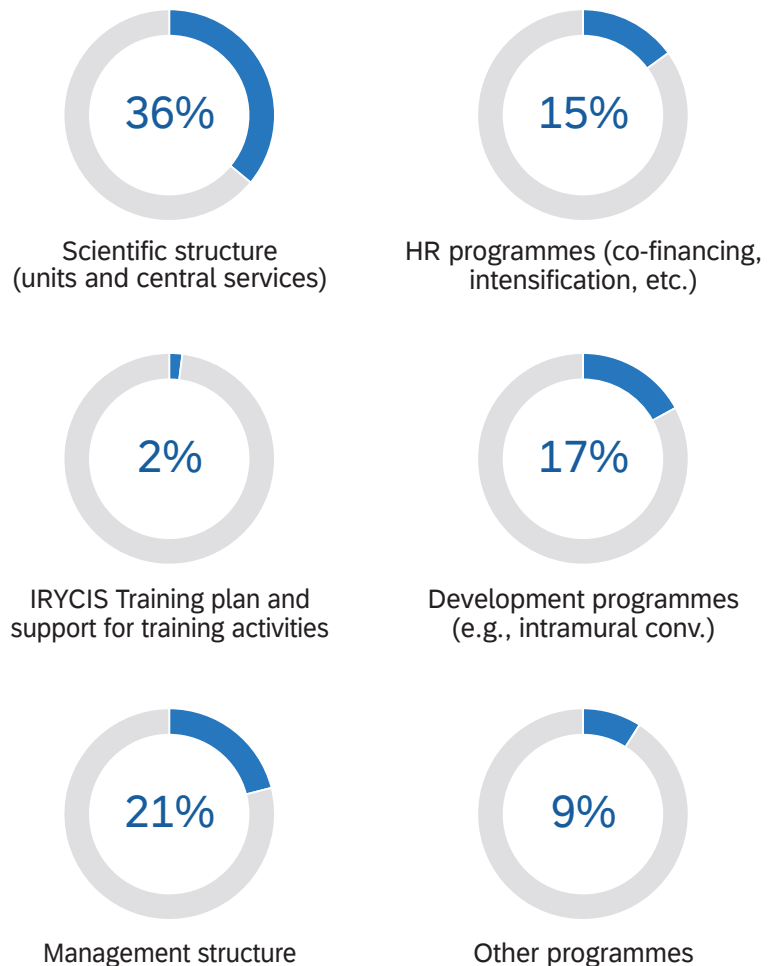 36%
Scientific structure
(units and central services)
15%
HR programmes (co-financing,
intensification, etc.)
2%
IRYCIS Training plan and
support for training activities
17%
Development programmes
(e.g., intramural conv.)
21%
Management structure
9%
Other programmes